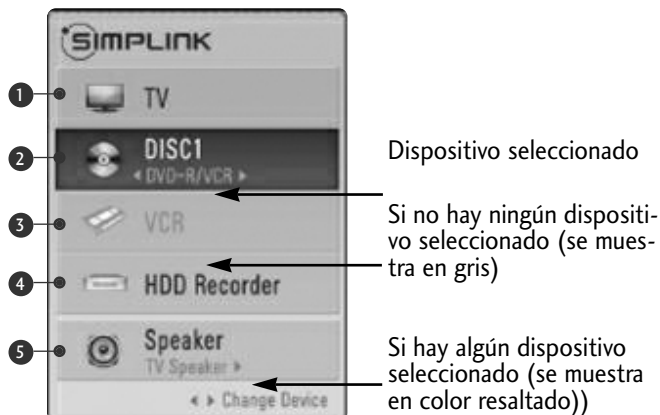 SIMPLINK
1 TV
2 DISC1
◂ DVD-R/VCR ▸
Dispositivo seleccionado
3 VCR
Si no hay ningún dispositi-
vo seleccionado (se mues-
tra en gris)
4 HDD Recorder
5 Speaker
TV Speaker ▸
Si hay algún dispositivo
seleccionado (se muestra
en color resaltado))
◂ ▸ Change Device